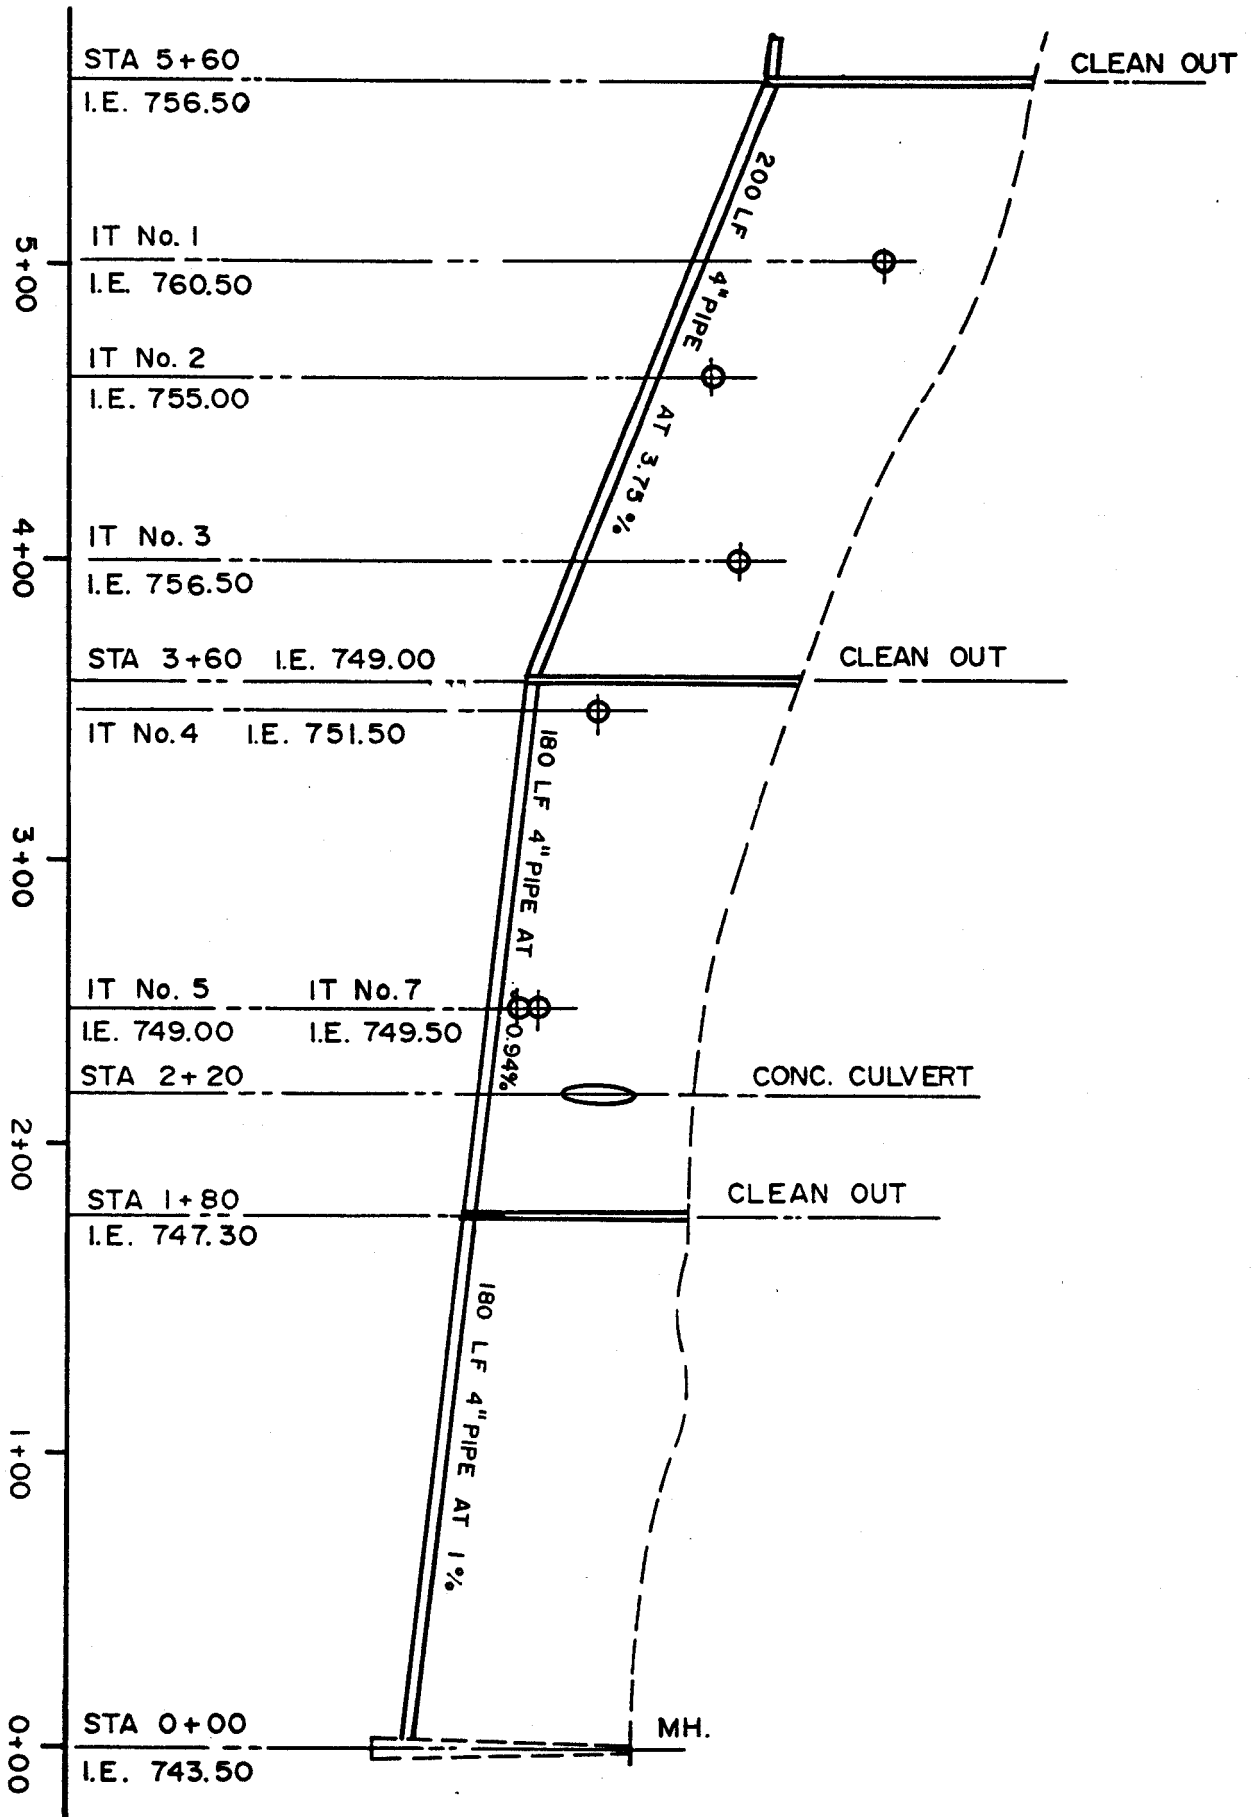 STA 5+60
CLEAN OUT
I.E. 756.50
200 LF 4" PIPE AT 3.75 %
IT No. 1
5+00
I.E. 760.50
IT No. 2
I.E. 755.00
IT No. 3
4+00
I.E. 756.50
STA 3+60 I.E. 749.00
CLEAN OUT
IT No. 4 I.E. 751.50
180 LF 4" PIPE AT 0.94%
3+00
IT No. 5 IT No. 7
I.E. 749.00 I.E. 749.50
STA 2+20
CONC. CULVERT
2+00
STA 1+80
CLEAN OUT
I.E. 747.30
180 LF 4" PIPE AT 1%
1+00
STA 0+00
MH.
0+00
I.E. 743.50